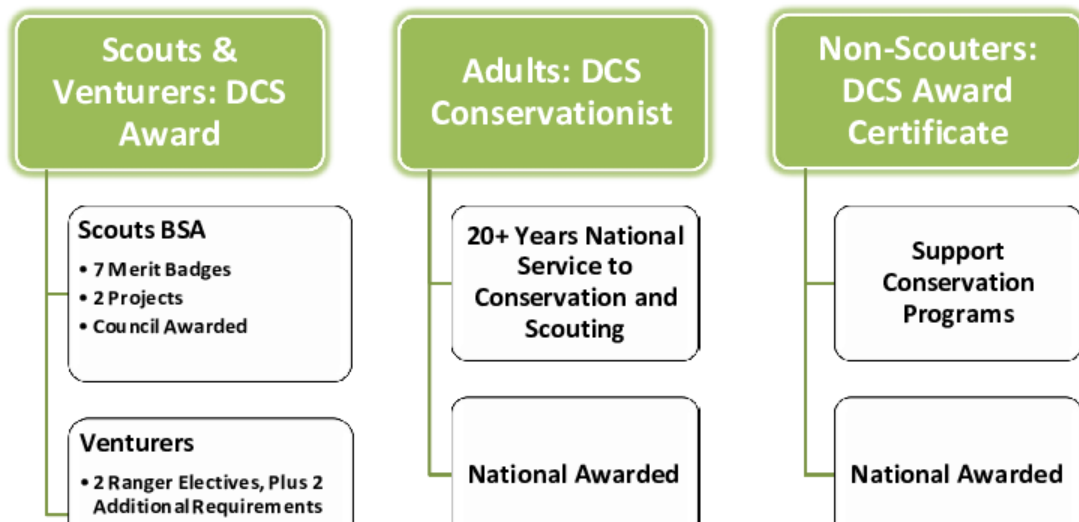 Scouts &
Venturers: DCS
Award
Scouts BSA
• 7 Merit Badges
• 2 Projects
• Council Awarded
Venturers
• 2 Ranger Electives, Plus 2
Additional Requirements
Adults: DCS
Conservationist
20+ Years National
Service to
Conservation and
Scouting
National Awarded
Non-Scouters:
DCS Award
Certificate
Support
Conservation
Programs
National Awarded